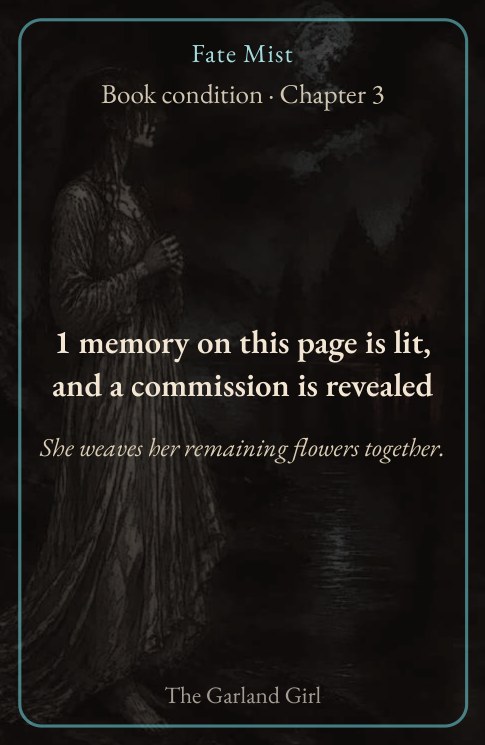 Fate Mist
Book condition · Chapter 3
1 memory on this page is lit,
and a commission is revealed
She weaves her remaining flowers together.
The Garland Girl